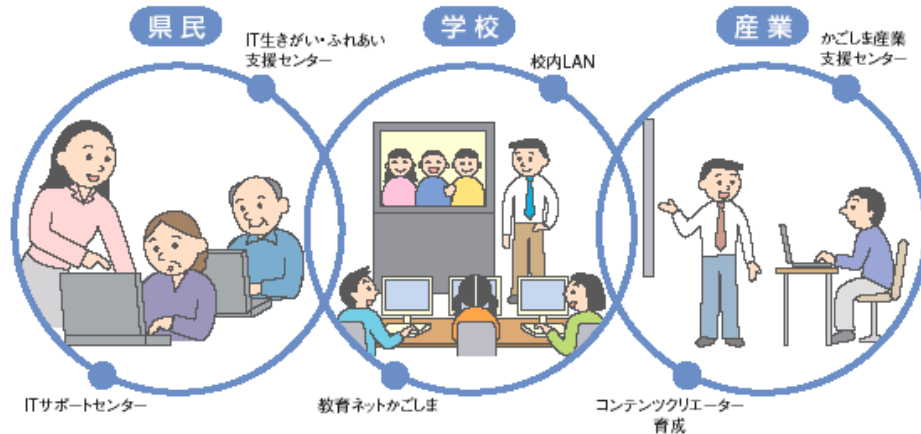 県民
IT生きがい・ふれあい
支援センター
学校
校内LAN
産業
かごしま産業
支援センター
ITサポートセンター
教育ネットかごしま
コンテンツクリエーター
育成